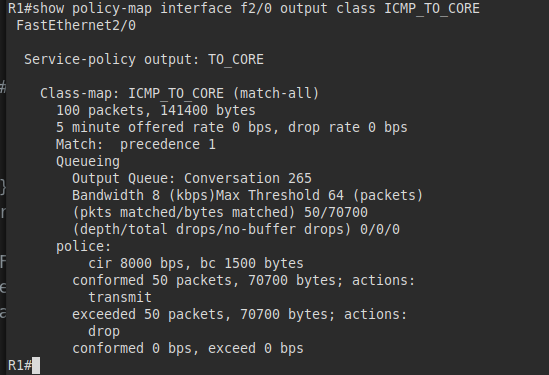 R1#show policy-map interface f2/0 output class ICMP_TO_CORE
FastEthernet2/0
Service-policy output: TO_CORE
Class-map: ICMP_TO_CORE (match-all)
100 packets, 141400 bytes
5 minute offered rate 0 bps, drop rate 0 bps
Match:  precedence 1
Queueing
Output Queue: Conversation 265
Bandwidth 8 (kbps)Max Threshold 64 (packets)
(pkts matched/bytes matched) 50/70700
(depth/total drops/no-buffer drops) 0/0/0
police:
cir 8000 bps, bc 1500 bytes
conformed 50 packets, 70700 bytes; actions:
transmit
exceeded 50 packets, 70700 bytes; actions:
drop
conformed 0 bps, exceed 0 bps
R1#